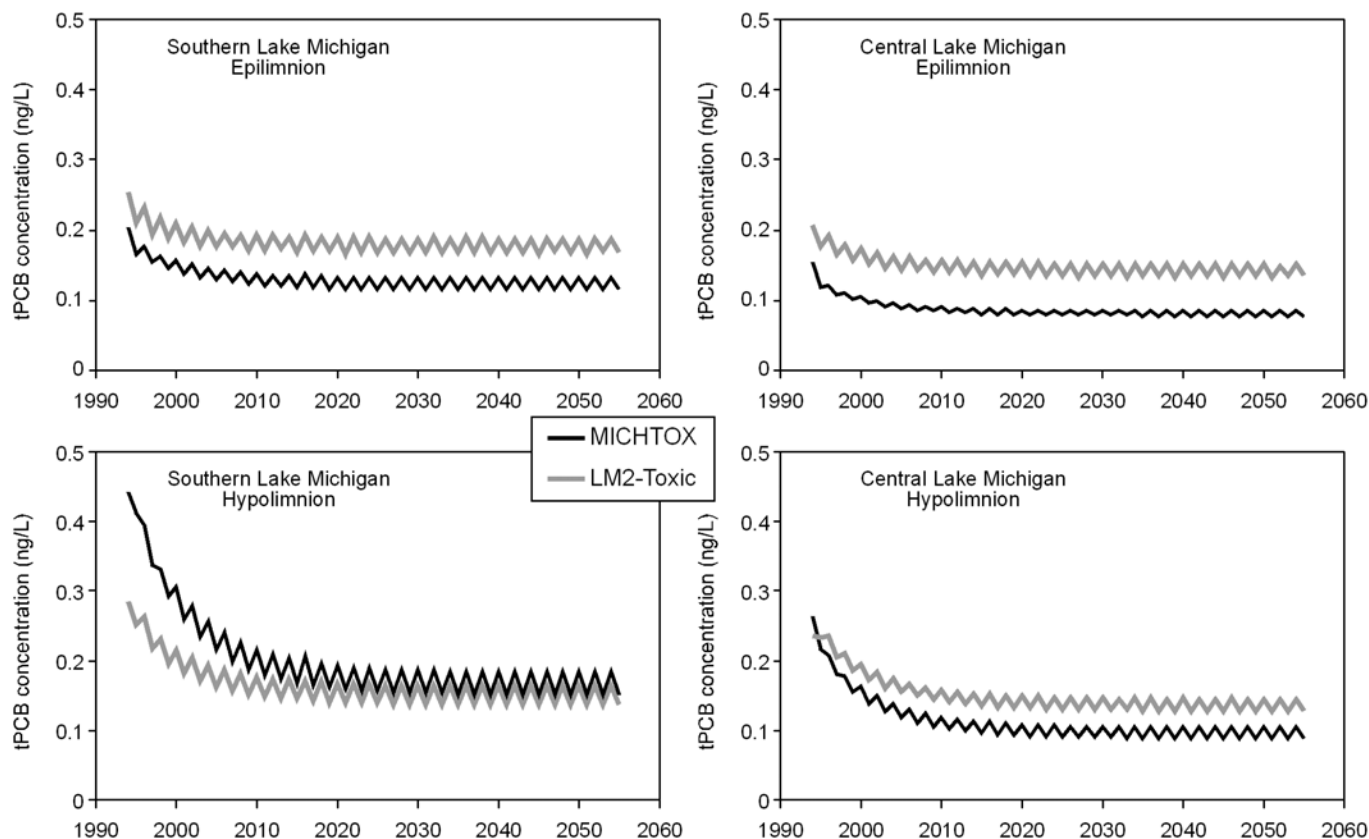 0.5
0.4
0.3
0.2
0.1
0
tPCB concentration (ng/L)
Southern Lake Michigan
Epilimnion
1990 2000 2010 2020 2030 2040 2050 2060
0.5
0.4
0.3
0.2
0.1
0
tPCB concentration (ng/L)
Central Lake Michigan
Epilimnion
1990 2000 2010 2020 2030 2040 2050 2060
MICHTOX
LM2-Toxic
0.5
0.4
0.3
0.2
0.1
0
tPCB concentration (ng/L)
Southern Lake Michigan
Hypolimnion
1990 2000 2010 2020 2030 2040 2050 2060
0.5
0.4
0.3
0.2
0.1
0
tPCB concentration (ng/L)
Central Lake Michigan
Hypolimnion
1990 2000 2010 2020 2030 2040 2050 2060